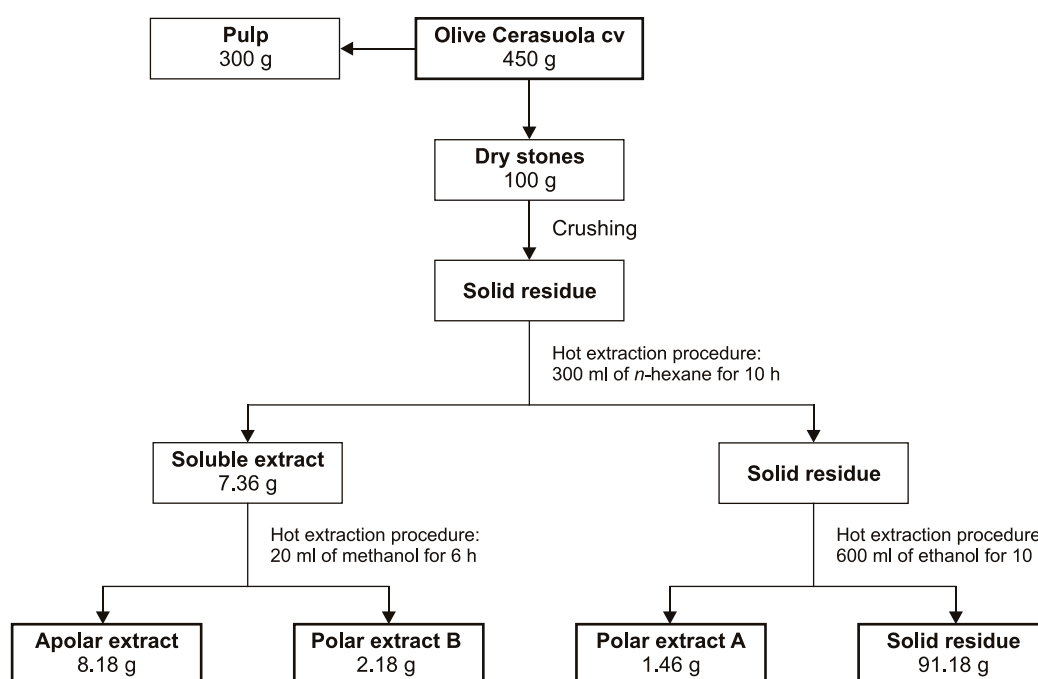 Pulp
300 g
Olive Cerasuola cv
450 g
Dry stones
100 g
Crushing
Solid residue
Hot extraction procedure:
300 ml of n-hexane for 10 h
Soluble extract
7.36 g
Solid residue
Hot extraction procedure:
20 ml of methanol for 6 h
Hot extraction procedure
600 ml of ethanol for 10
Apolar extract
8.18 g
Polar extract B
2.18 g
Polar extract A
1.46 g
Solid residue
91.18 g